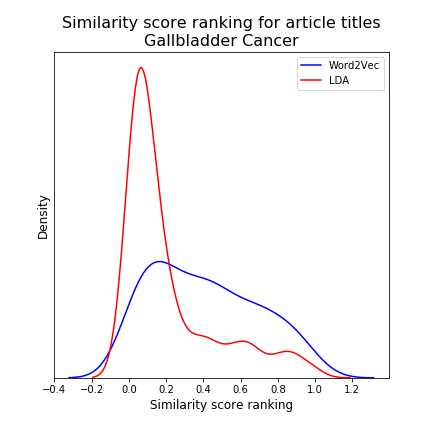 Similarity score ranking for article titles
Gallbladder Cancer
Word2Vec
LDA
Density
−0.4 −0.2 0.0 0.2 0.4 0.6 0.8 1.0 1.2
Similarity score ranking